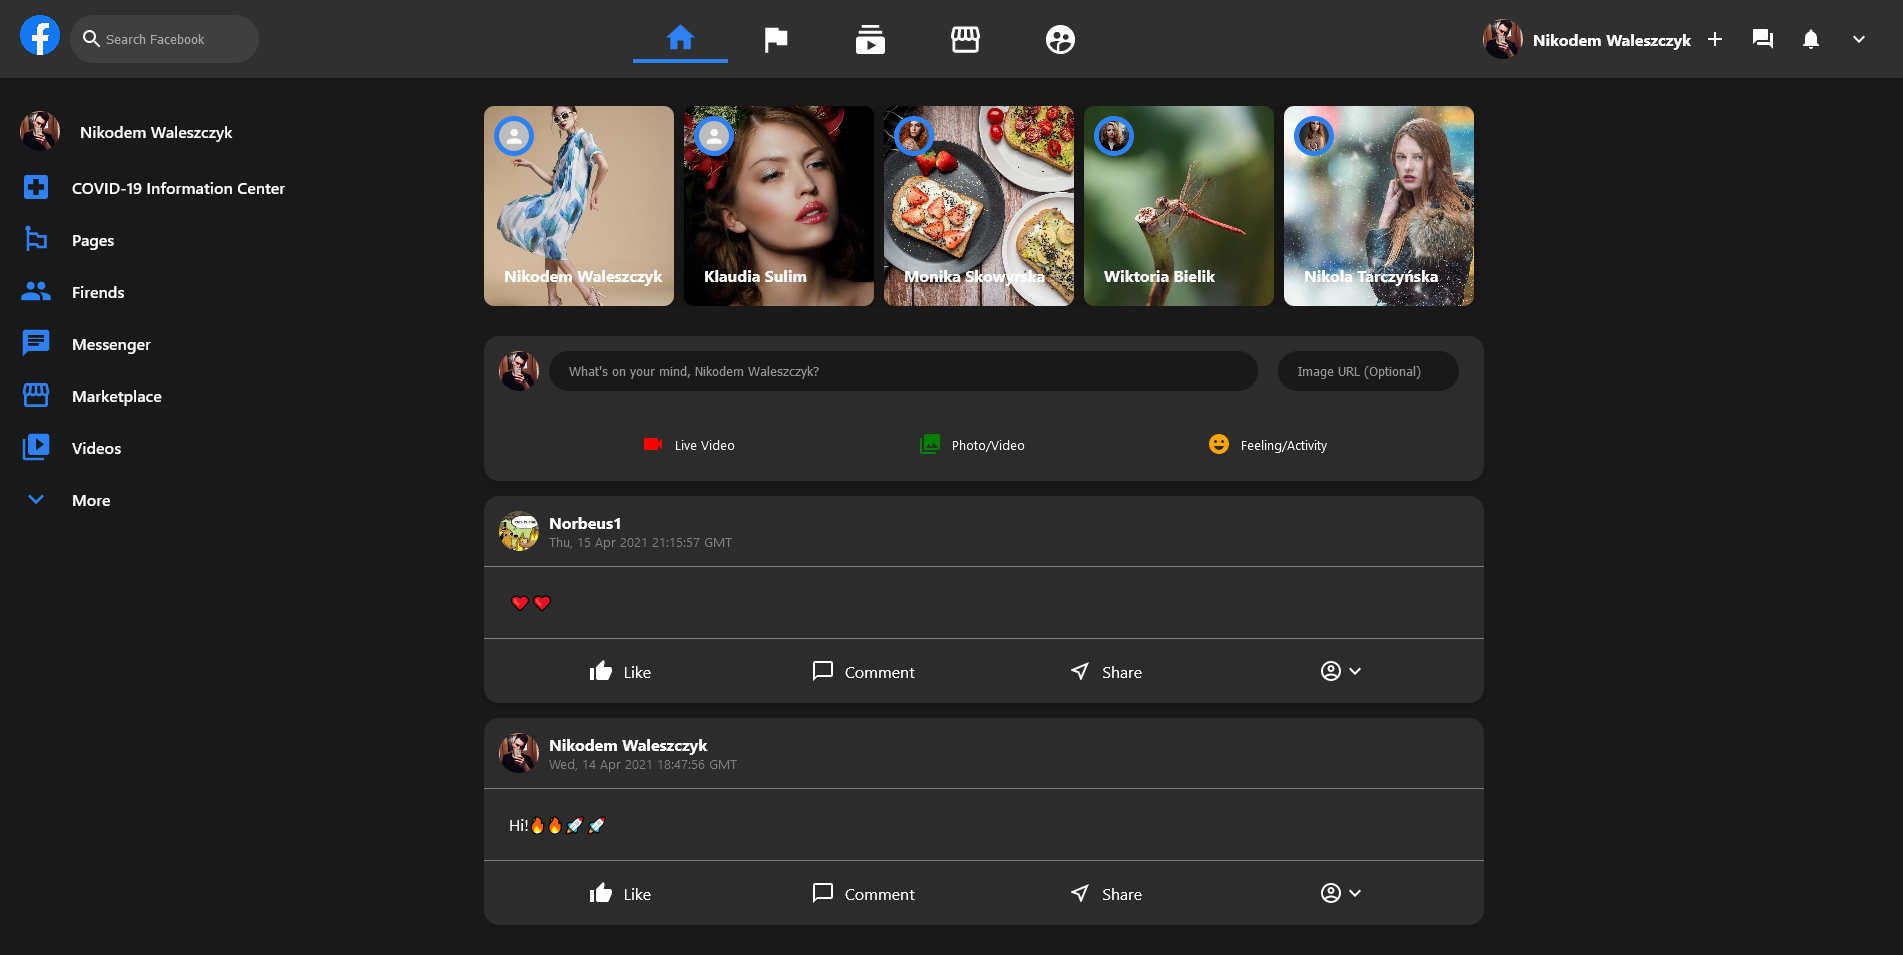 Search Facebook
Nikodem Waleszczyk
Nikodem Waleszczyk
COVID-19 Information Center
Pages
Firends
Messenger
Marketplace
Videos
More
Nikodem Waleszczyk
Klaudia Sulim
Monika Skowyrska
Wiktoria Bielik
Nikola Tarczyńska
What's on your mind, Nikodem Waleszczyk?
Image URL (Optional)
Live Video
Photo/Video
Feeling/Activity
Norbeus1
Thu, 15 Apr 2021 21:15:57 GMT
❤️❤️
Like
Comment
Share
Nikodem Waleszczyk
Wed, 14 Apr 2021 18:47:56 GMT
Hi!🔥🔥🚀🚀
Like
Comment
Share